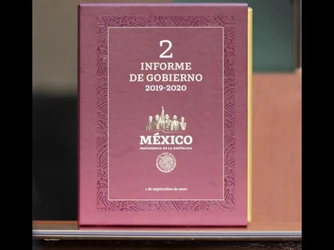 2
INFORME
DE GOBIERNO
2019-2020
MÉXICO
PRESIDENCIA DE LA REPÚBLICA
1 de septiembre de 2020